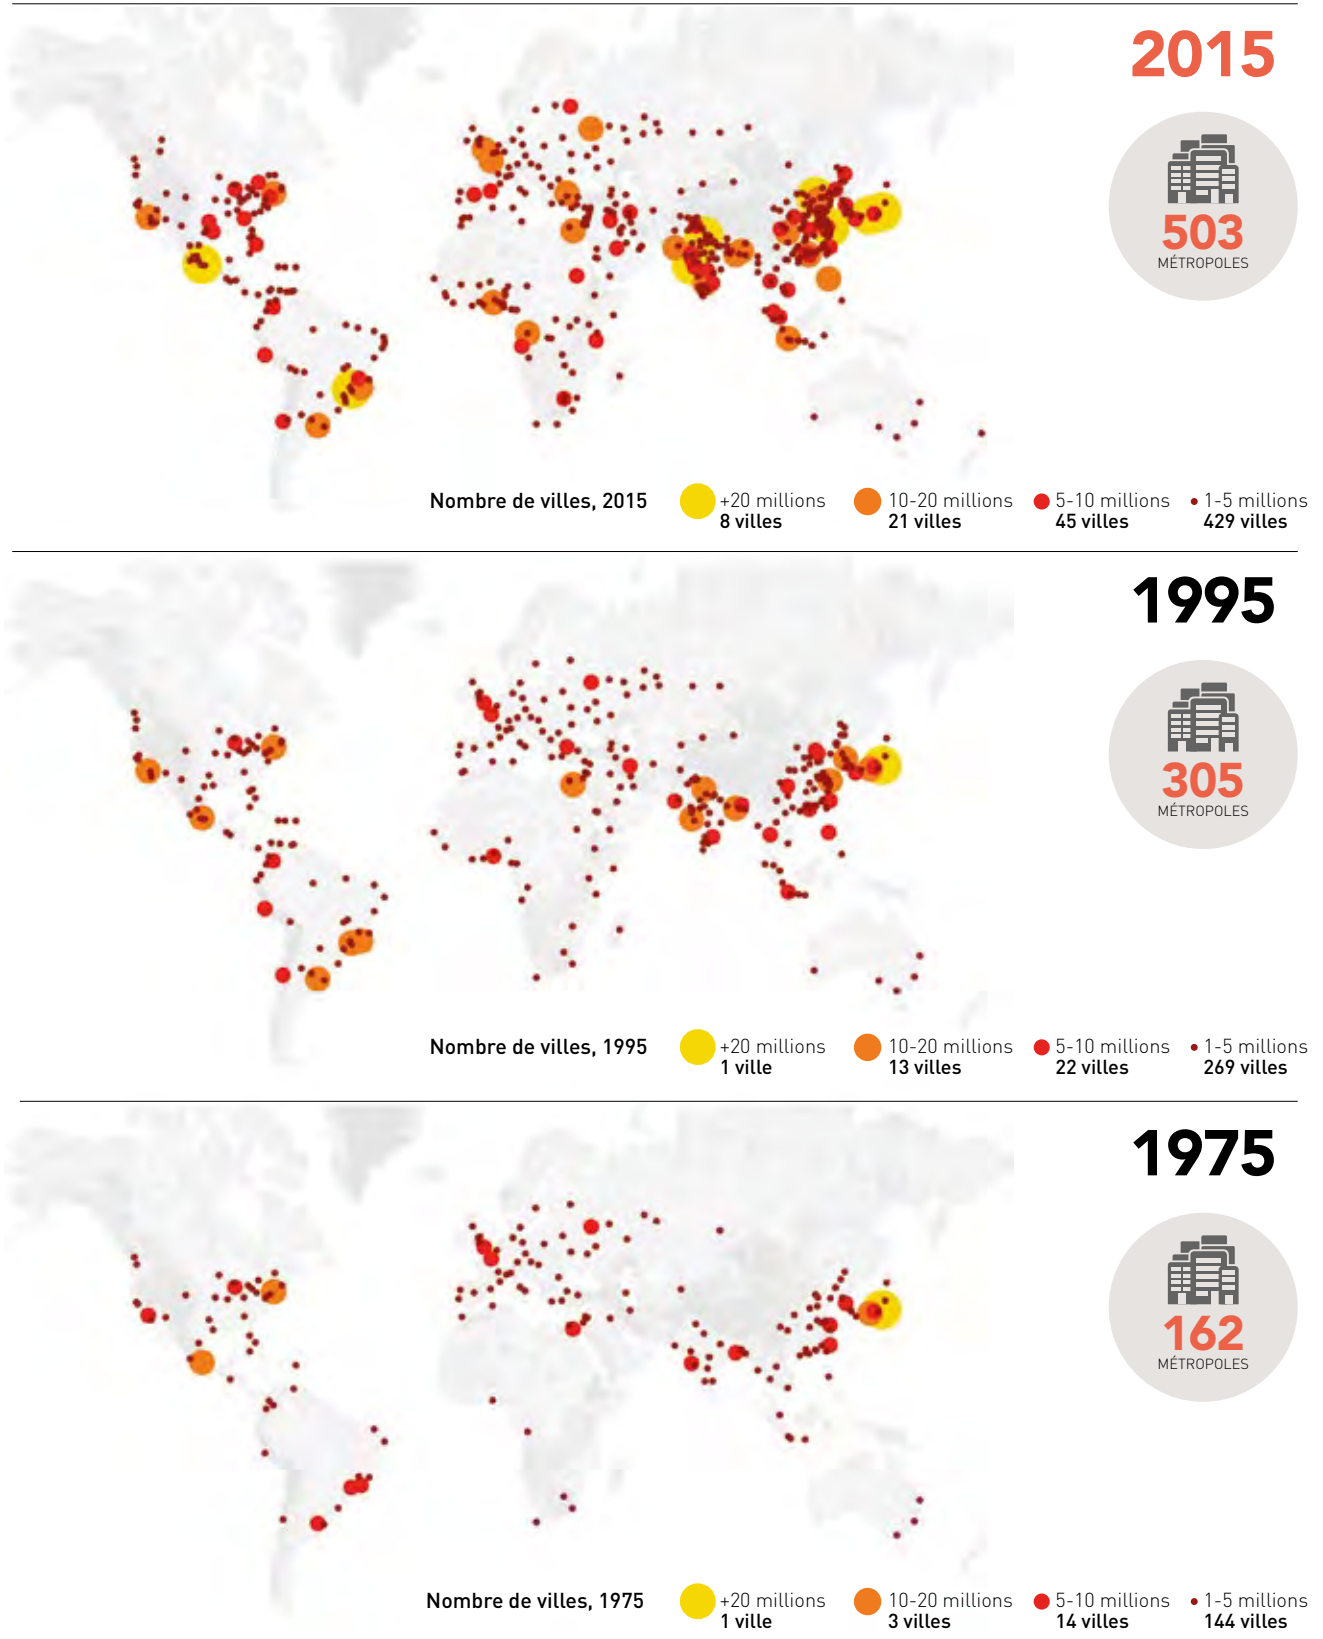 2015
503
MÉTROPOLES
Nombre de villes, 2015
+20 millions
8 villes
10-20 millions
21 villes
5-10 millions
45 villes
1-5 millions
429 villes
1995
305
MÉTROPOLES
Nombre de villes, 1995
+20 millions
1 ville
10-20 millions
13 villes
5-10 millions
22 villes
1-5 millions
269 villes
1975
162
MÉTROPOLES
Nombre de villes, 1975
+20 millions
1 ville
10-20 millions
3 villes
5-10 millions
14 villes
1-5 millions
144 villes